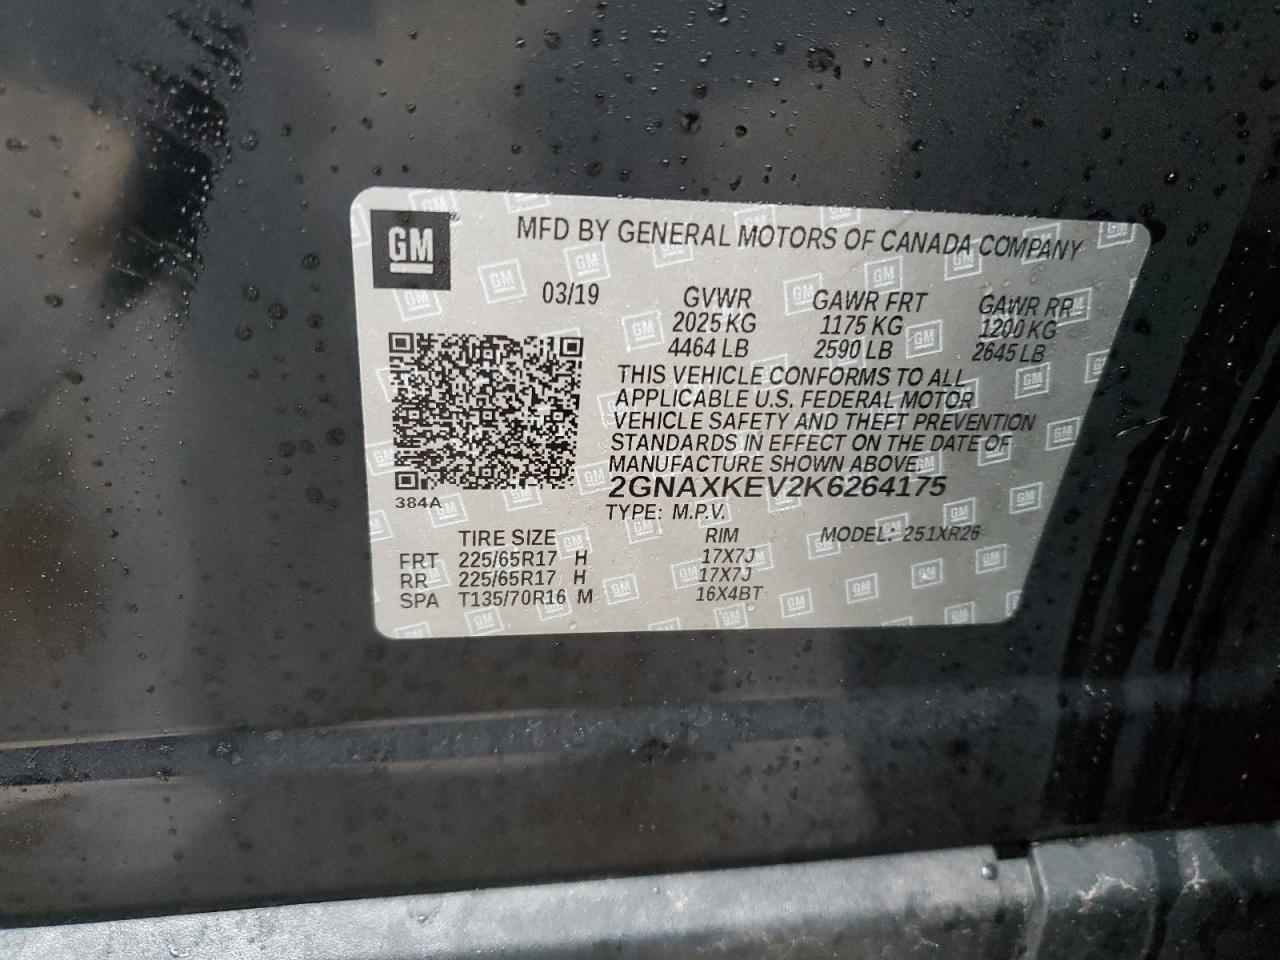 GM
MFD BY GENERAL MOTORS OF CANADA COMPANY
03/19 GVWR GAWR FRT GAWR RR
2025 KG 1175 KG 1200 KG
4464 LB 2590 LB 2645 LB
THIS VEHICLE CONFORMS TO ALL
APPLICABLE U.S. FEDERAL MOTOR
VEHICLE SAFETY AND THEFT PREVENTION
STANDARDS IN EFFECT ON THE DATE OF
MANUFACTURE SHOWN ABOVE.
2GNAXKEV2K6264175
384A
TYPE: M.P.V.
TIRE SIZE RIM MODEL: 251XR26
FRT 225/65R17 H 17X7J
RR 225/65R17 H 17X7J
SPA T135/70R16 M 16X4BT